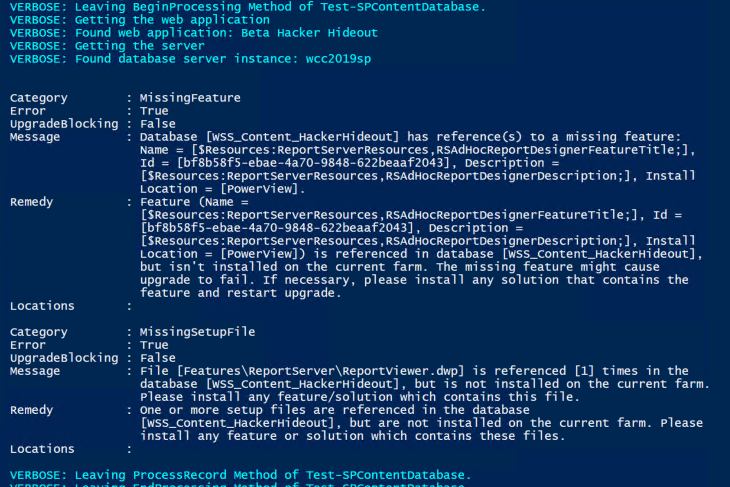 VERBOSE: Leaving BeginProcessing Method of Test-SPContentDatabase.
VERBOSE: Getting the web application
VERBOSE: Found web application: Beta Hacker Hideout
VERBOSE: Getting the server
VERBOSE: Found database server instance: wcc2019sp
Category : MissingFeature
Error : True
UpgradeBlocking : False
Message : Database [WSS_Content_HackerHideout] has reference(s) to a missing feature:
Name = [$Resources:ReportServerResources,RSAdHocReportDesignerFeatureTitle;],
Id = [bf8b58f5-ebae-4a70-9848-622beaaf2043], Description =
[$Resources:ReportServerResources,RSAdHocReportDesignerDescription;], Install
Location = [PowerView].
Remedy : Feature (Name =
[$Resources:ReportServerResources,RSAdHocReportDesignerFeatureTitle;], Id =
[bf8b58f5-ebae-4a70-9848-622beaaf2043], Description =
[$Resources:ReportServerResources,RSAdHocReportDesignerDescription;], Install
Location = [PowerView]) is referenced in database [WSS_Content_HackerHideout],
but isn't installed on the current farm. The missing feature might cause
upgrade to fail. If necessary, please install any solution that contains the
feature and restart upgrade.
Locations :
Category : MissingSetupFile
Error : True
UpgradeBlocking : False
Message : File [Features\ReportServer\ReportViewer.dwp] is referenced [1] times in the
database [WSS_Content_HackerHideout], but is not installed on the current farm.
Please install any feature/solution which contains this file.
Remedy : One or more setup files are referenced in the database
[WSS_Content_HackerHideout], but are not installed on the current farm. Please
install any feature or solution which contains these files.
Locations :
VERBOSE: Leaving ProcessRecord Method of Test-SPContentDatabase.
VERBOSE: Leaving EndProcessing Method of Test-SPContentDatabase.